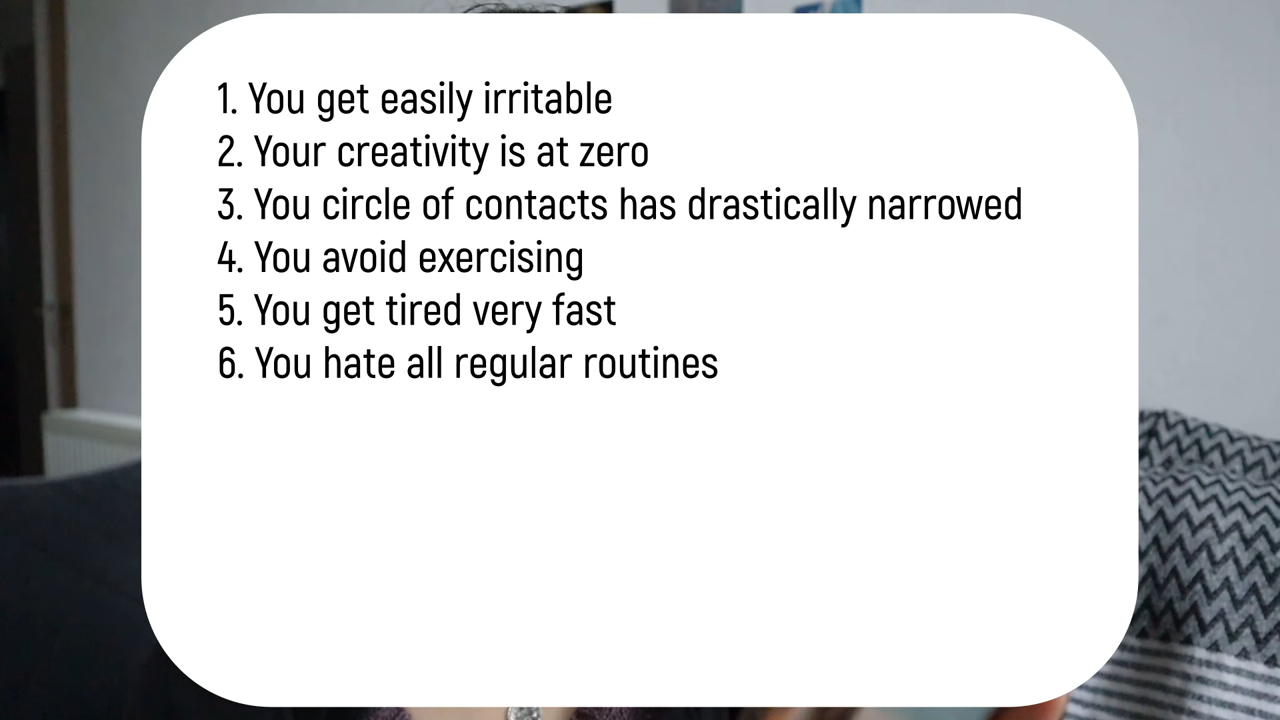 1. You get easily irritable
2. Your creativity is at zero
3. You circle of contacts has drastically narrowed
4. You avoid exercising
5. You get tired very fast
6. You hate all regular routines